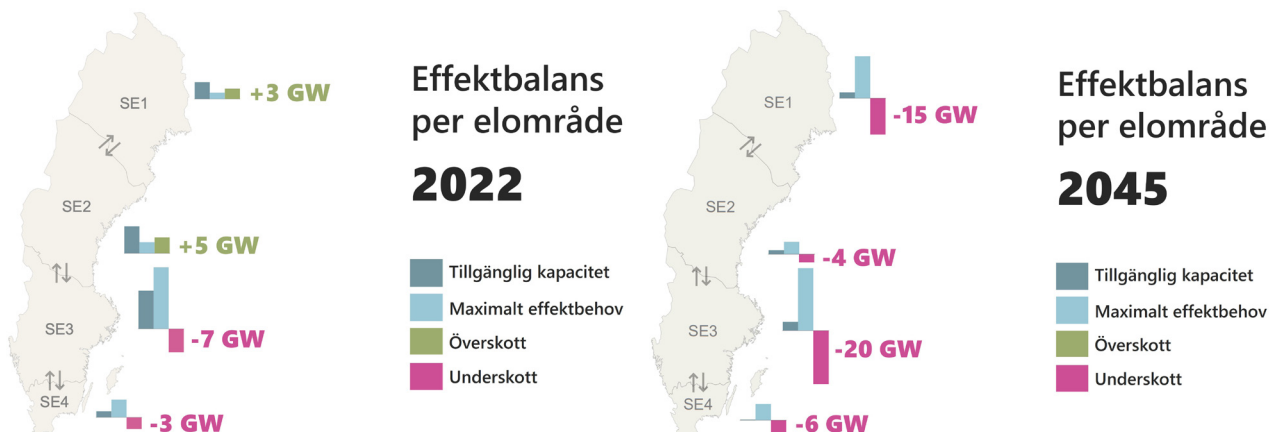 SE1
+3 GW
SE2
+5 GW
SE3
-7 GW
SE4
-3 GW
Effektbalans
per elområde
2022
Tillgänglig kapacitet
Maximalt effektbehov
Överskott
Underskott
SE1
-15 GW
SE2
-4 GW
SE3
-20 GW
SE4
-6 GW
Effektbalans
per elområde
2045
Tillgänglig kapacitet
Maximalt effektbehov
Överskott
Underskott